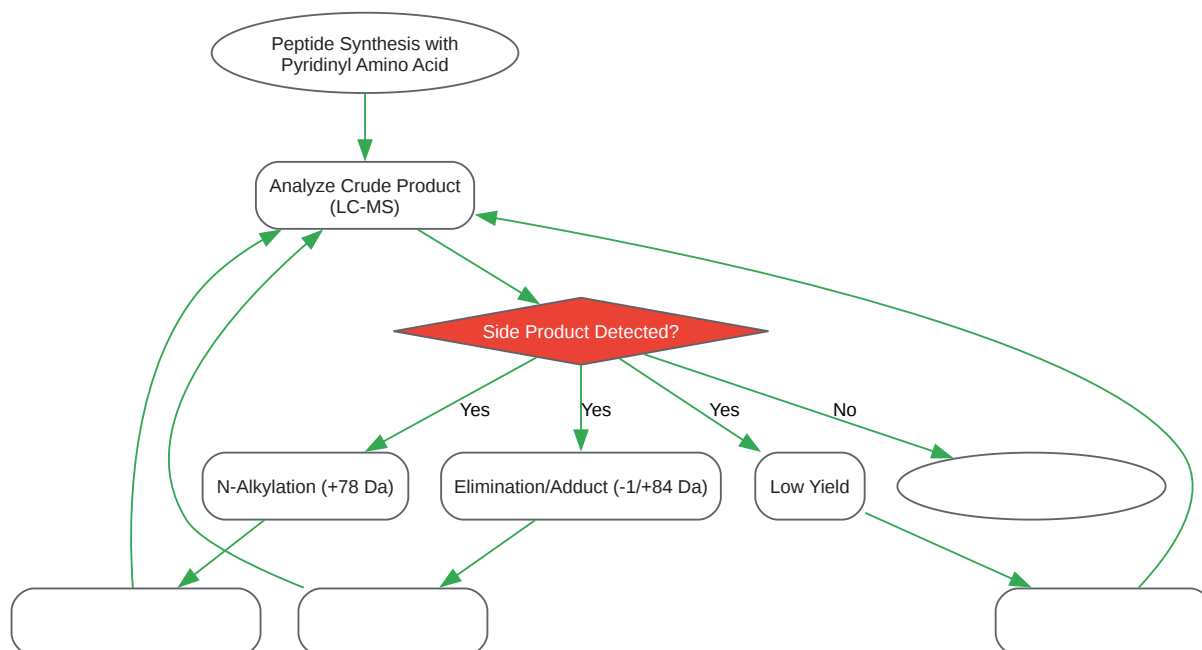 Peptide Synthesis with
Pyridinyl Amino Acid
Analyze Crude Product
(LC-MS)
Side Product Detected?
Yes
Yes
Yes
No
N-Alkylation (+78 Da)
Elimination/Adduct (-1/+84 Da)
Low Yield